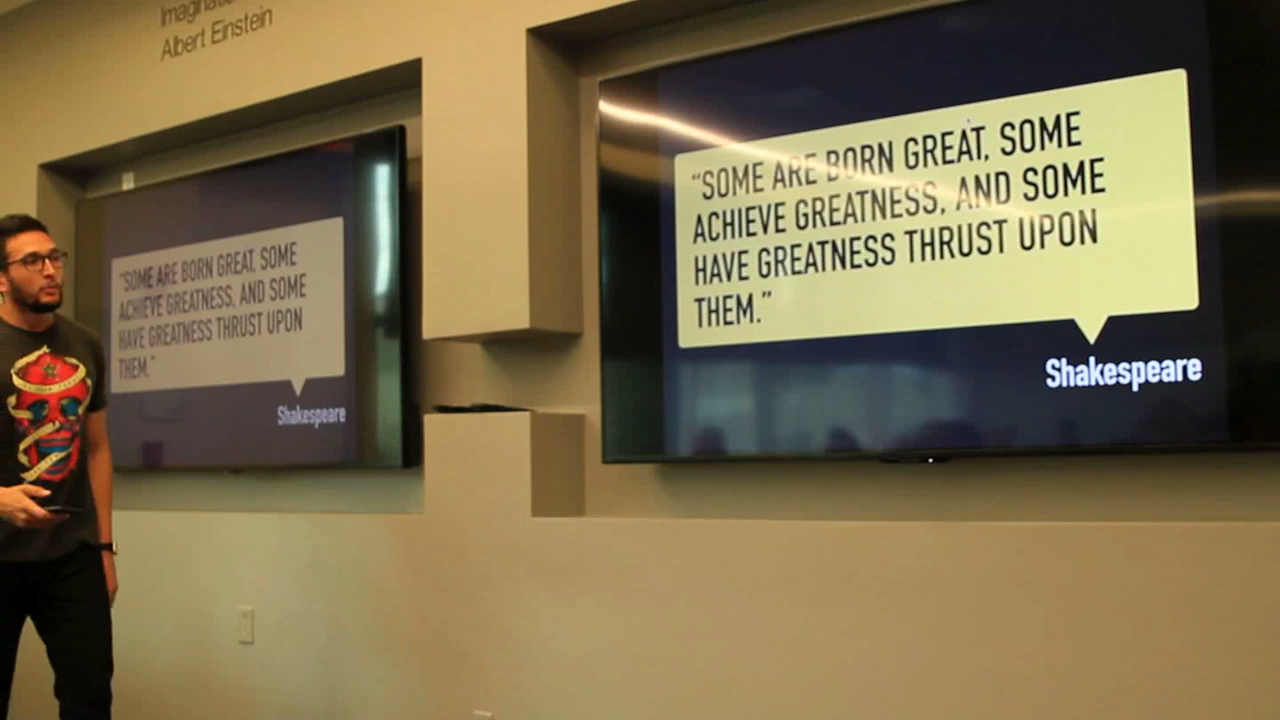 Albert Einstein
“SOME ARE BORN GREAT, SOME
ACHIEVE GREATNESS, AND SOME
HAVE GREATNESS THRUST UPON
THEM.”
Shakespeare
“SOME ARE BORN GREAT, SOME
ACHIEVE GREATNESS, AND SOME
HAVE GREATNESS THRUST UPON
THEM.”
Shakespeare